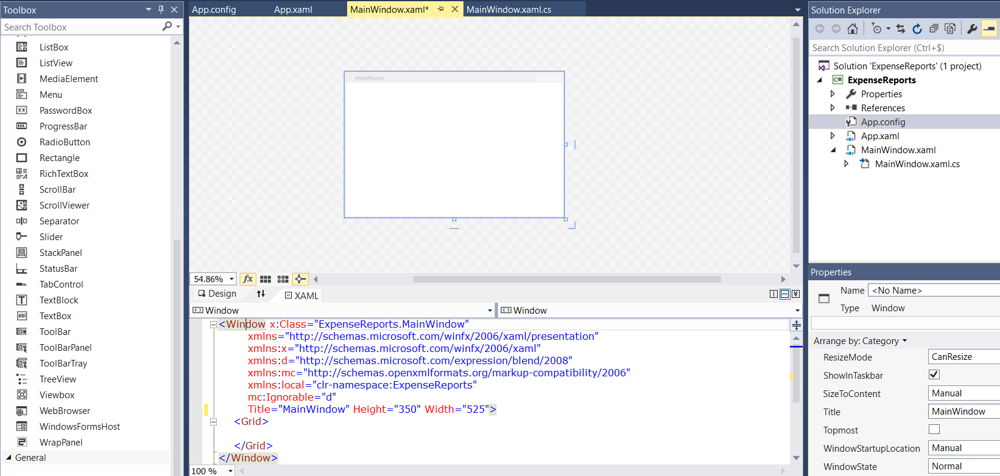 Toolbox
Search Toolbox
ListBox
ListView
MediaElement
Menu
PasswordBox
ProgressBar
RadioButton
Rectangle
RichTextBox
ScrollBar
ScrollViewer
Separator
Slider
StackPanel
StatusBar
TabControl
TextBlock
TextBox
ToolBar
ToolBarPanel
ToolBarTray
TreeView
Viewbox
WebBrowser
WindowsFormsHost
WrapPanel
General
App.config
App.xaml
MainWindow.xaml*
MainWindow.xaml.cs
MainWindow
54.86%
fx
Design
XAML
Window
Window
<Window x:Class="ExpenseReports.MainWindow"
xmlns="http://schemas.microsoft.com/winfx/2006/xaml/presentation"
xmlns:x="http://schemas.microsoft.com/winfx/2006/xaml"
xmlns:d="http://schemas.microsoft.com/expression/blend/2008"
xmlns:mc="http://schemas.openxmlformats.org/markup-compatibility/2006"
xmlns:local="clr-namespace:ExpenseReports"
mc:Ignorable="d"
Title="MainWindow" Height="350" Width="525">
<Grid>
</Grid>
</Window>
100 %
Solution Explorer
Search Solution Explorer (Ctrl+$)
Solution 'ExpenseReports' (1 project)
C# ExpenseReports
Properties
References
App.config
App.xaml
MainWindow.xaml
MainWindow.xaml.cs
Properties
Name <No Name>
Type Window
Arrange by: Category
ResizeMode CanResize
ShowInTaskbar
SizeToContent Manual
Title MainWindow
Topmost
WindowStartupLocation Manual
WindowState Normal